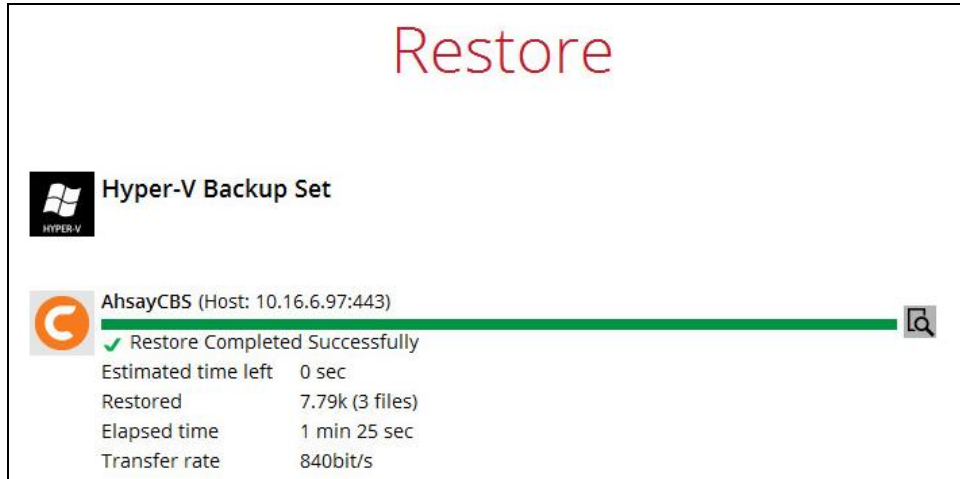 Restore
Hyper-V Backup Set
HYPER-V
AhsayCBS (Host: 10.16.6.97:443)
Restore Completed Successfully
Estimated time left 0 sec
Restored 7.79k (3 files)
Elapsed time 1 min 25 sec
Transfer rate 840bit/s